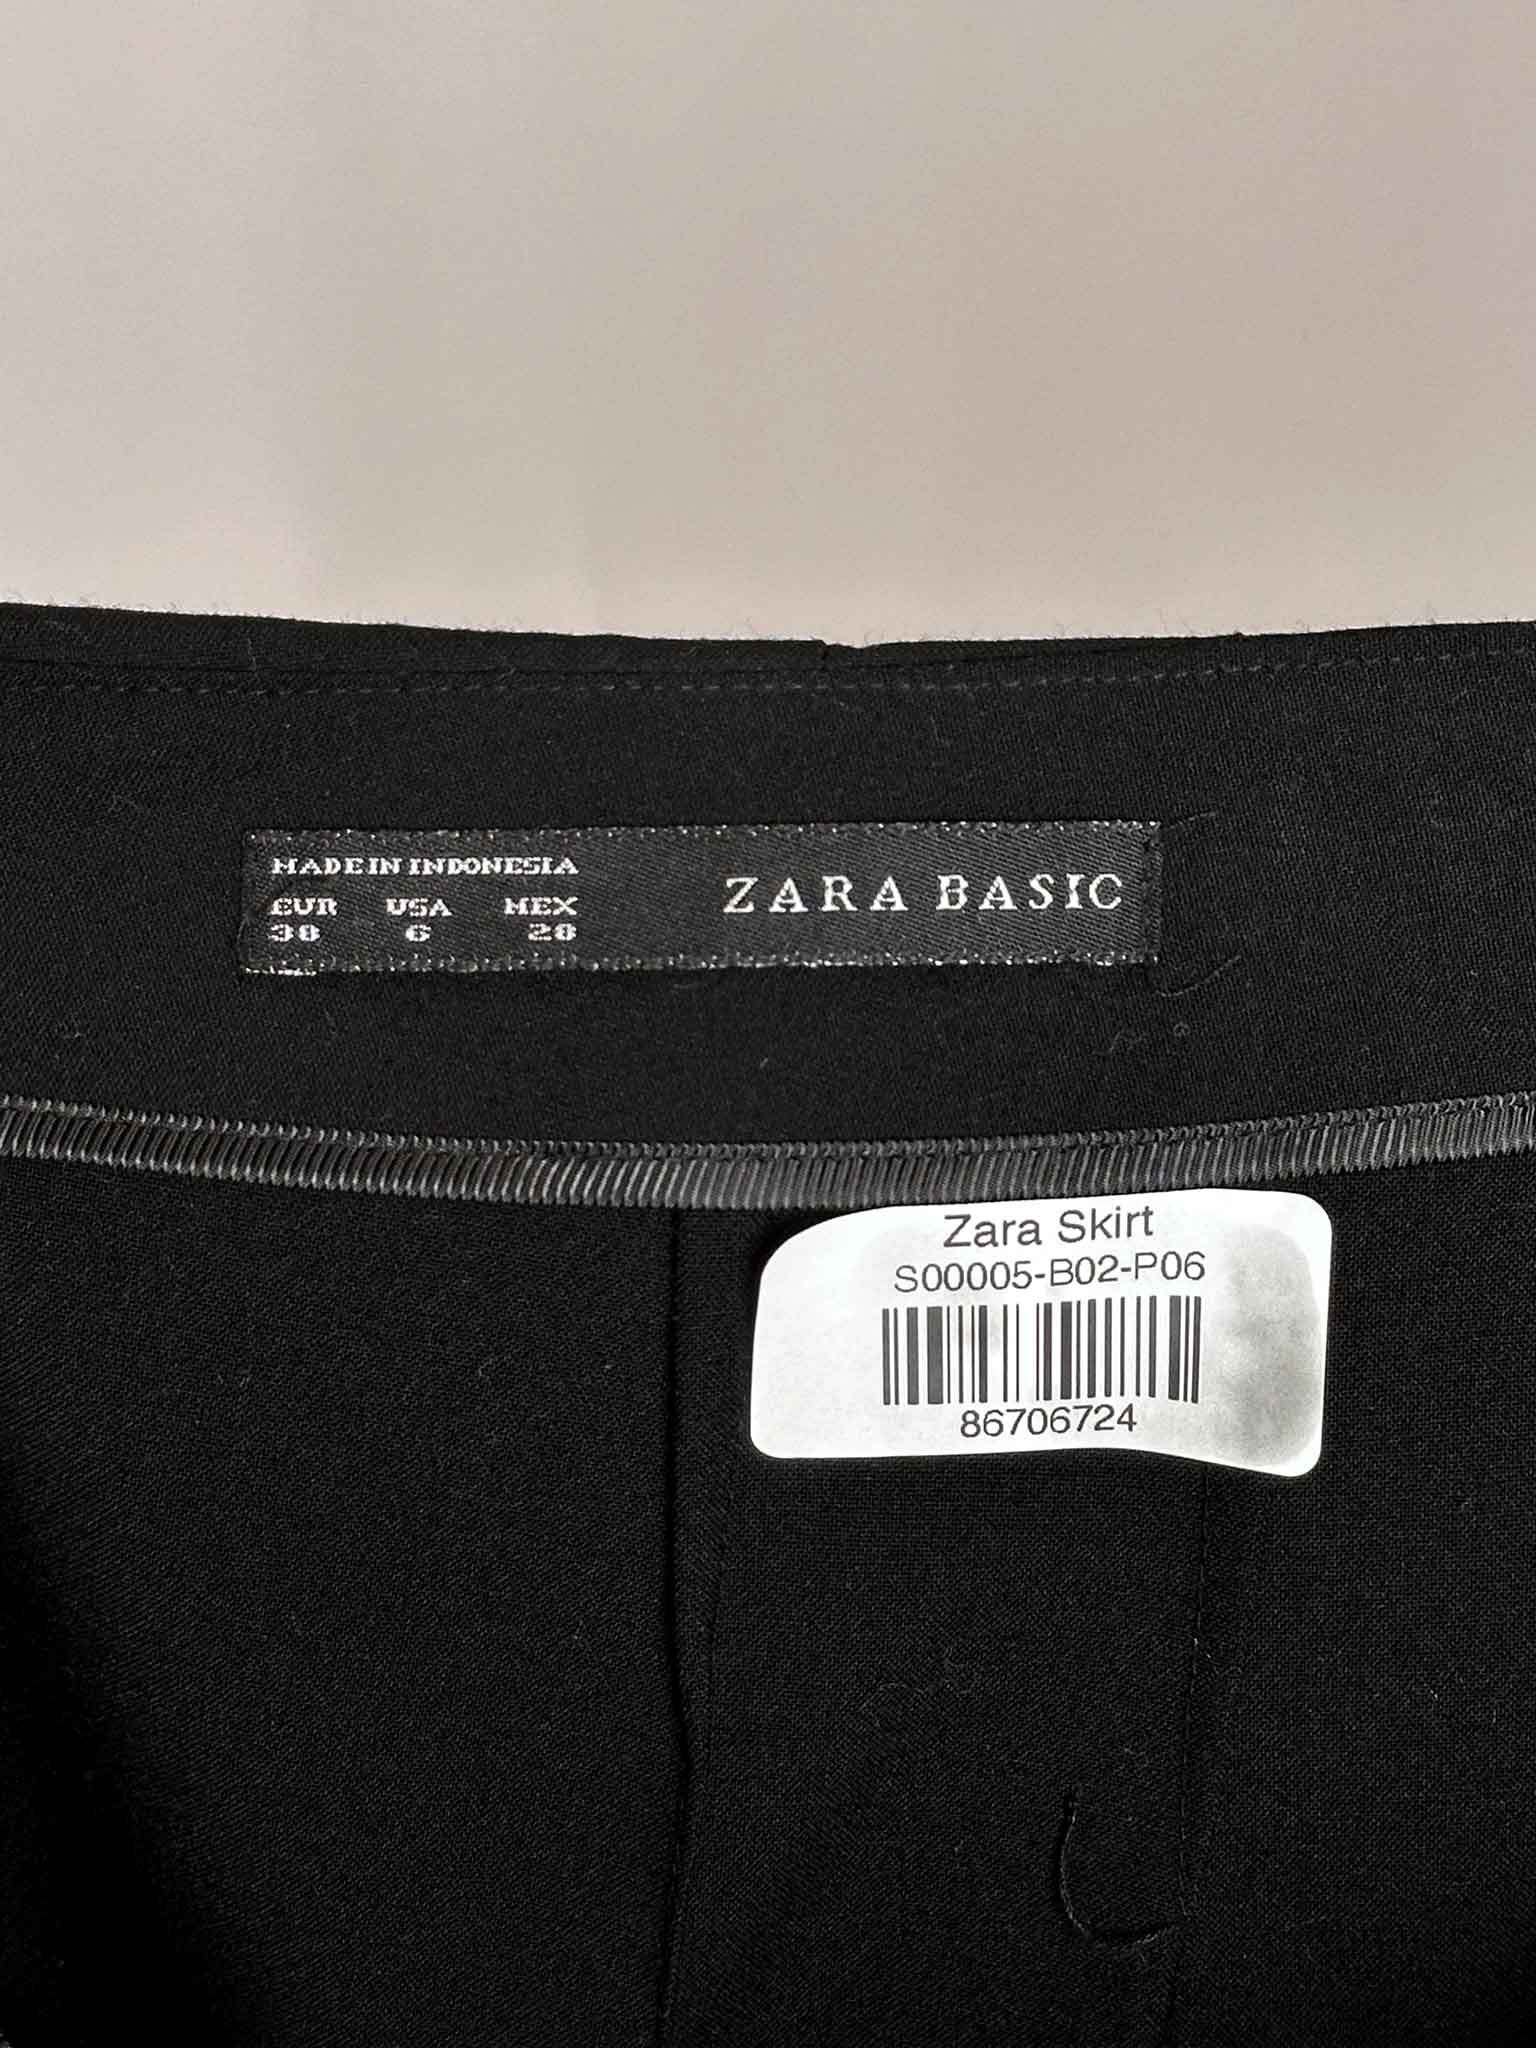 MADE IN INDONESIA
EUR USA MEX
38 6 28
ZARA BASIC
Zara Skirt
S00005-B02-P06
86706724